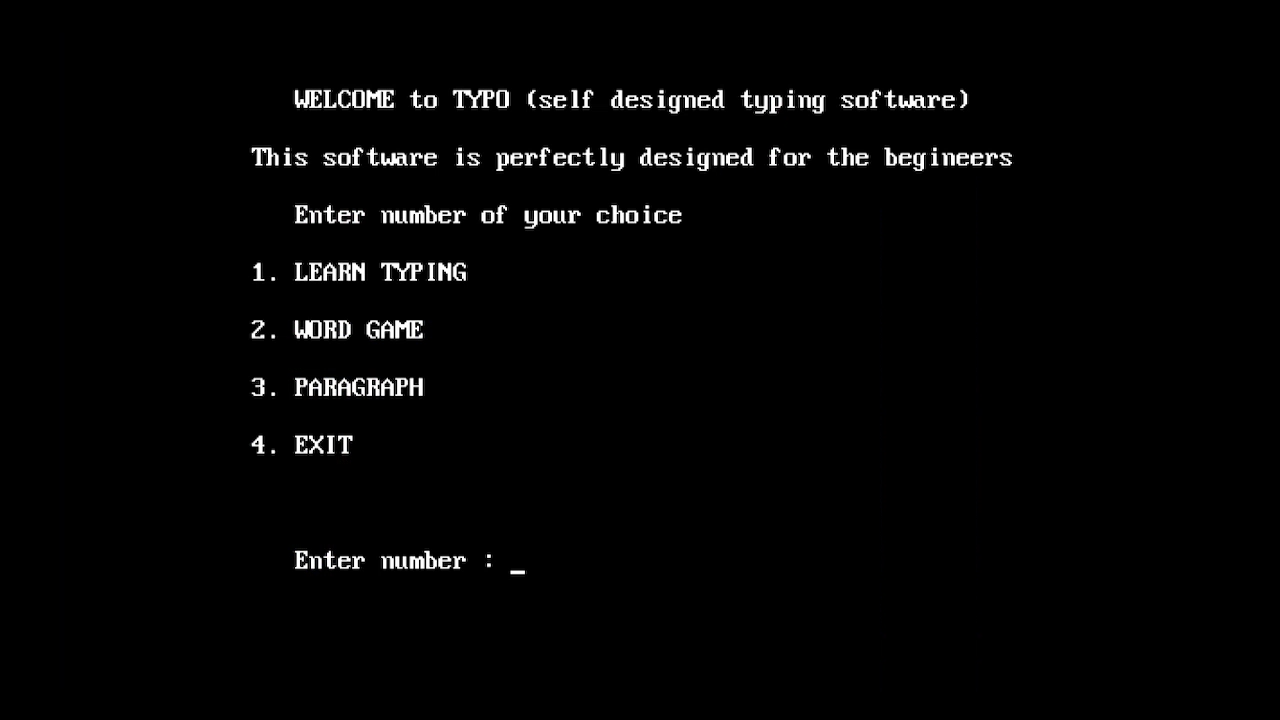 WELCOME to TYPO (self designed typing software)
This software is perfectly designed for the begineers
Enter number of your choice
1. LEARN TYPING
2. WORD GAME
3. PARAGRAPH
4. EXIT
Enter number : _